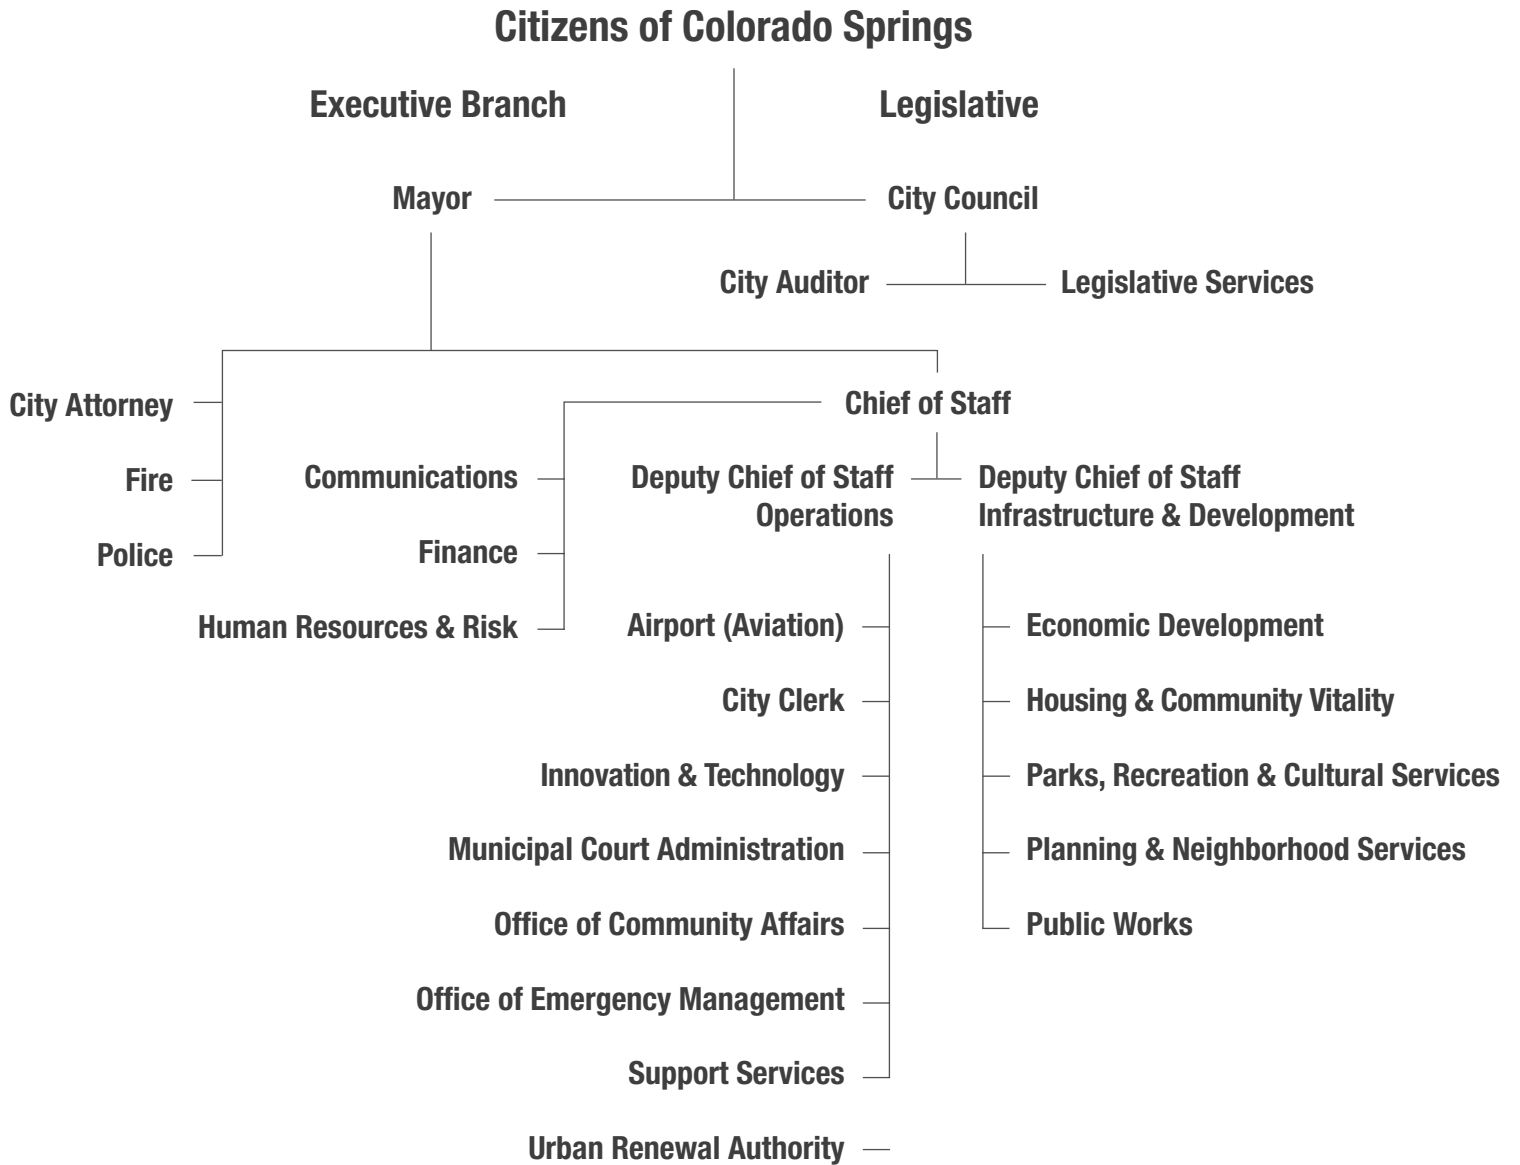 Citizens of Colorado Springs
Executive Branch
Legislative
Mayor
City Council
City Auditor
Legislative Services
City Attorney
Fire
Police
Chief of Staff
Communications
Finance
Human Resources & Risk
Deputy Chief of Staff
Operations
Airport (Aviation)
City Clerk
Innovation & Technology
Municipal Court Administration
Office of Community Affairs
Office of Emergency Management
Support Services
Urban Renewal Authority
Deputy Chief of Staff
Infrastructure & Development
Economic Development
Housing & Community Vitality
Parks, Recreation & Cultural Services
Planning & Neighborhood Services
Public Works